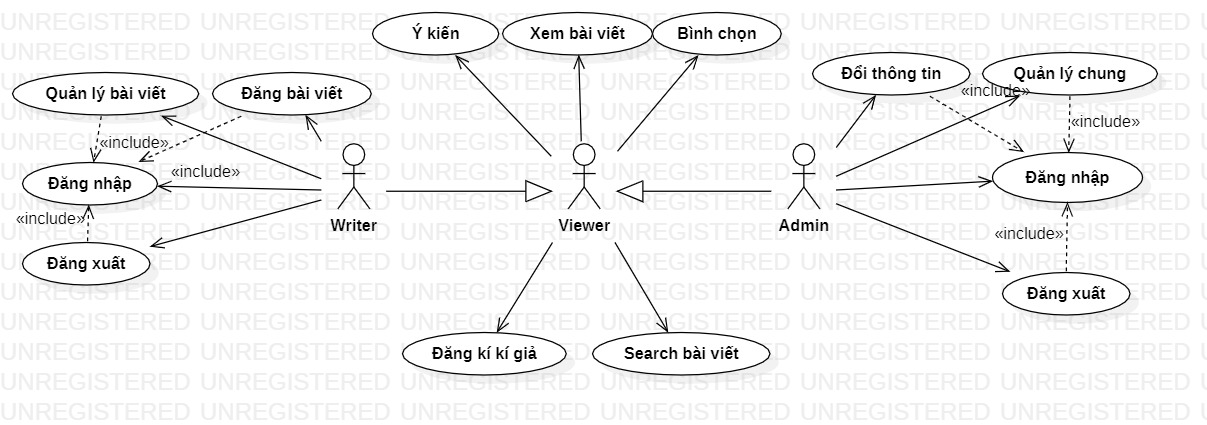 Ý kiến
Xem bài viết
Bình chọn
Quản lý bài viết
Đăng bài viết
Đổi thông tin
Quản lý chung
«include»
«include»
«include»
«include»
Đăng nhập
Đăng nhập
«include»
«include»
Writer
Viewer
Admin
Đăng xuất
Đăng xuất
Đăng kí kí giả
Search bài viết
UNREGISTERED UNREGISTERED UNREGISTERED UNREGISTERED UNREGISTERED UNREGISTERED